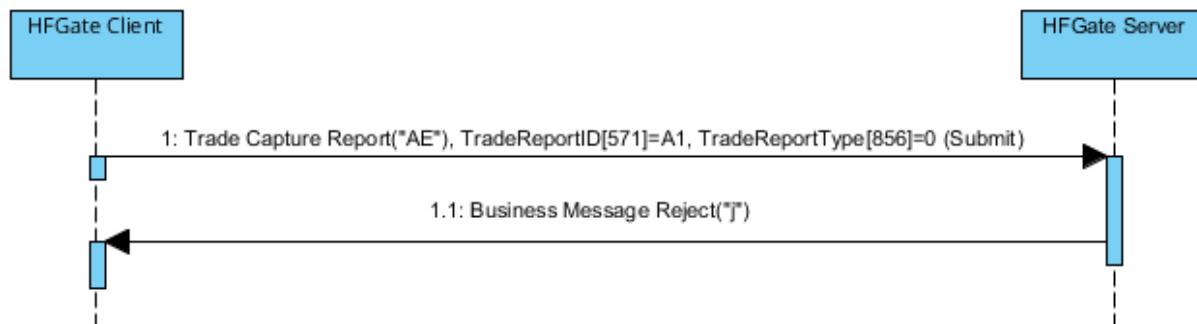 HFGate Client
HFGate Server
1: Trade Capture Report("AE"), TradeReportID[571]=A1, TradeReportType[856]=0 (Submit)
1.1: Business Message Reject("j")